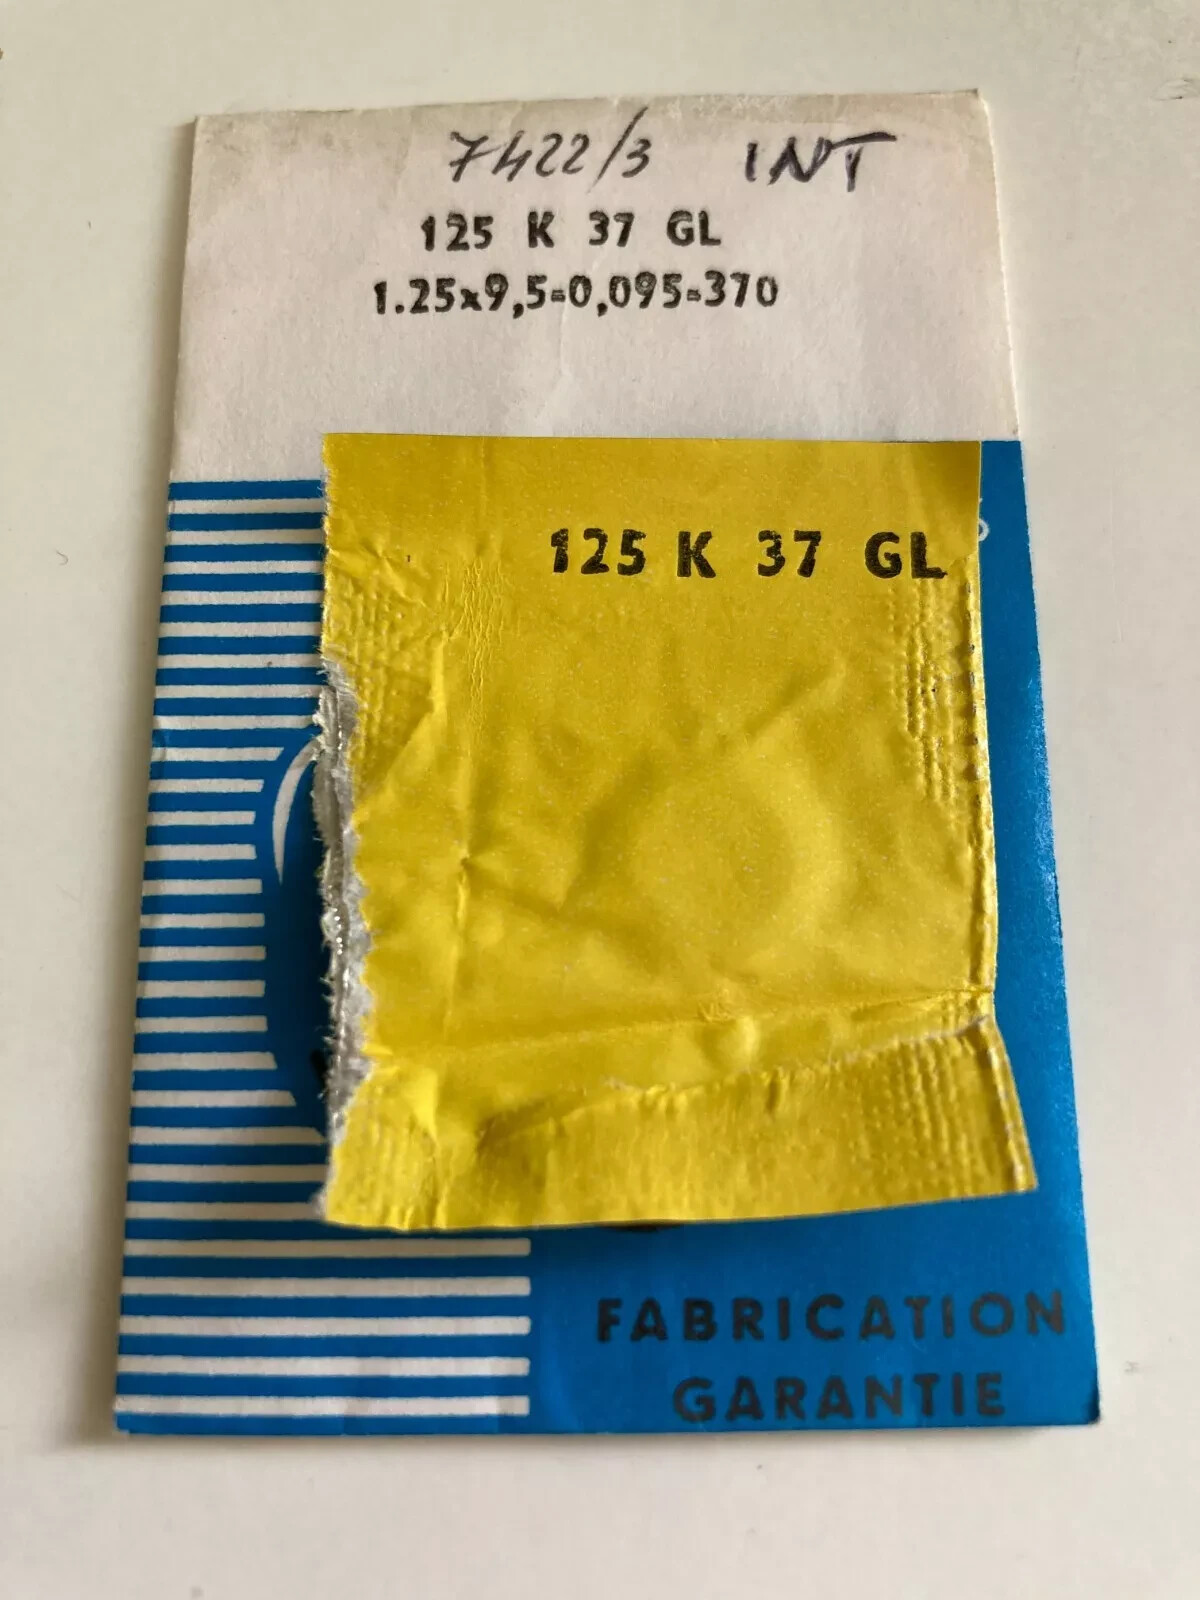 7422/3 INT
125 K 37 GL
1.25x9,5=0,095=370
125 K 37 GL
FABRICATION
GARANTIE